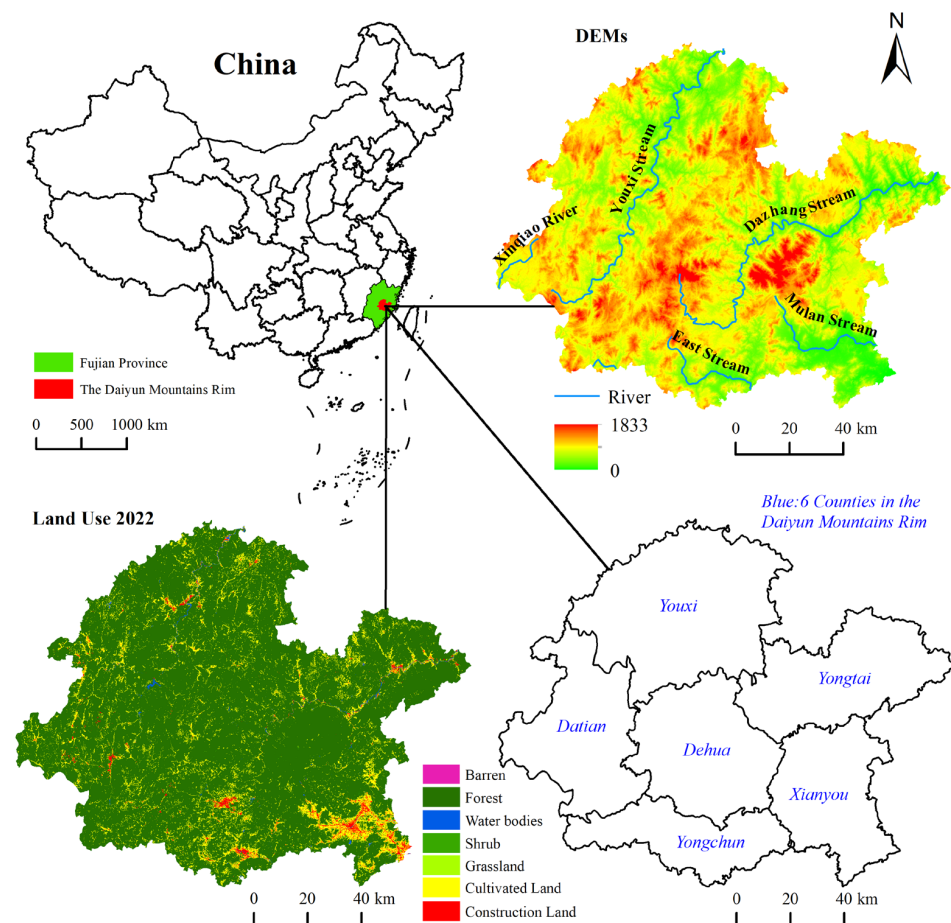 China
Fujian Province
The Daiyun Mountains Rim
0 500 1000 km
DEMs
N
Youxi Stream
Xinqiao River
Dazhang Stream
Mulan Stream
East Stream
River
1833
0
0 20 40 km
Land Use 2022
Barren
Forest
Water bodies
Shrub
Grassland
Cultivated Land
Construction Land
0 20 40 km
Blue:6 Counties in the
Daiyun Mountains Rim
Youxi
Yongtai
Datian
Dehua
Xianyou
Yongchun
0 20 40 km